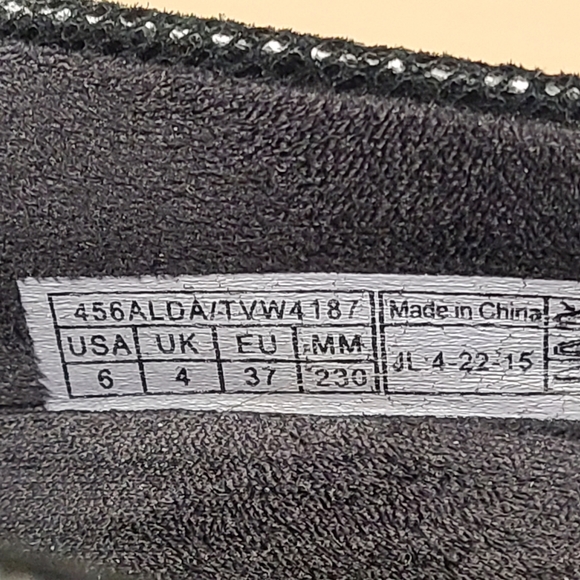 456ALDA/TVW4187
Made in China
USA UK EU MM
6 4 37 230
JL 4-22-15